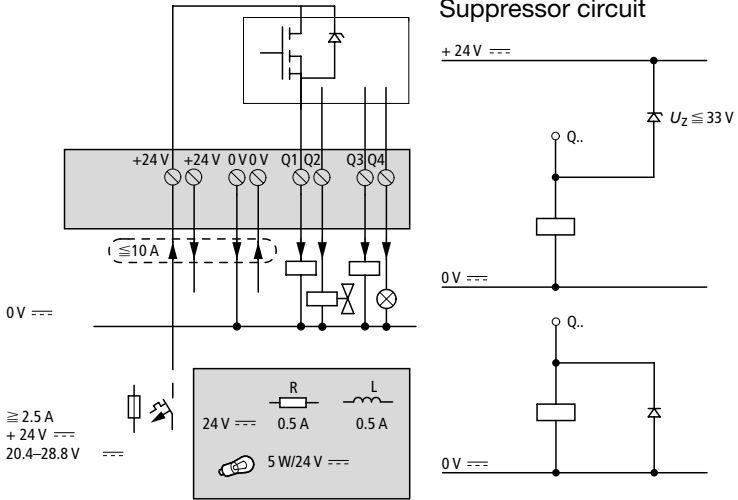 Suppressor circuit
+24 V +24 V 0 V 0 V Q1 Q2 Q3 Q4
≦10 A
0 V
≧ 2.5 A
+ 24 V
20.4–28.8 V
R L
24 V 0.5 A 0.5 A
5 W/24 V
+ 24 V
UZ ≦ 33 V
Q..
0 V
Q..
0 V